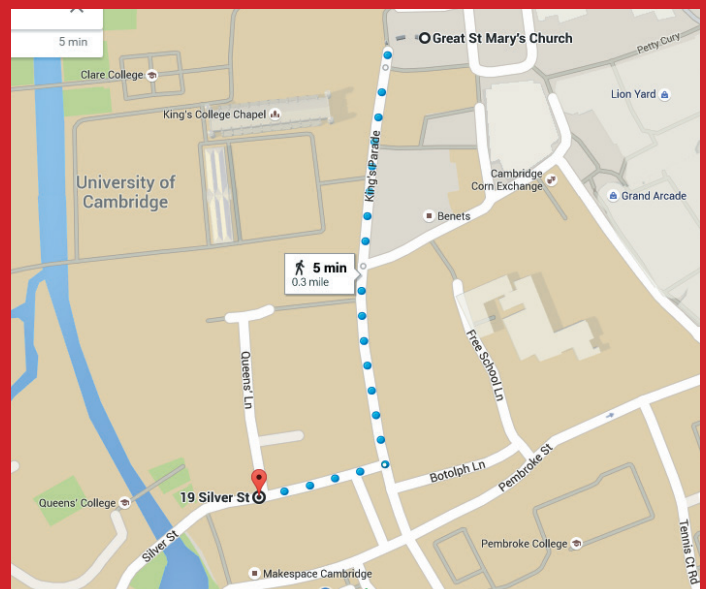 5 min
Great St Mary's Church
Petty Cury
Clare College
Lion Yard
King's College Chapel
King's Parade
University of
Cambridge
Cambridge
Corn Exchange
Grand Arcade
Benets
5 min
0.3 mile
Free School Ln
Queens' Ln
Botolph Ln
Pembroke St
19 Silver St
Queens' College
Silver St
Pembroke College
Tennis Ct Rd
Makespace Cambridge